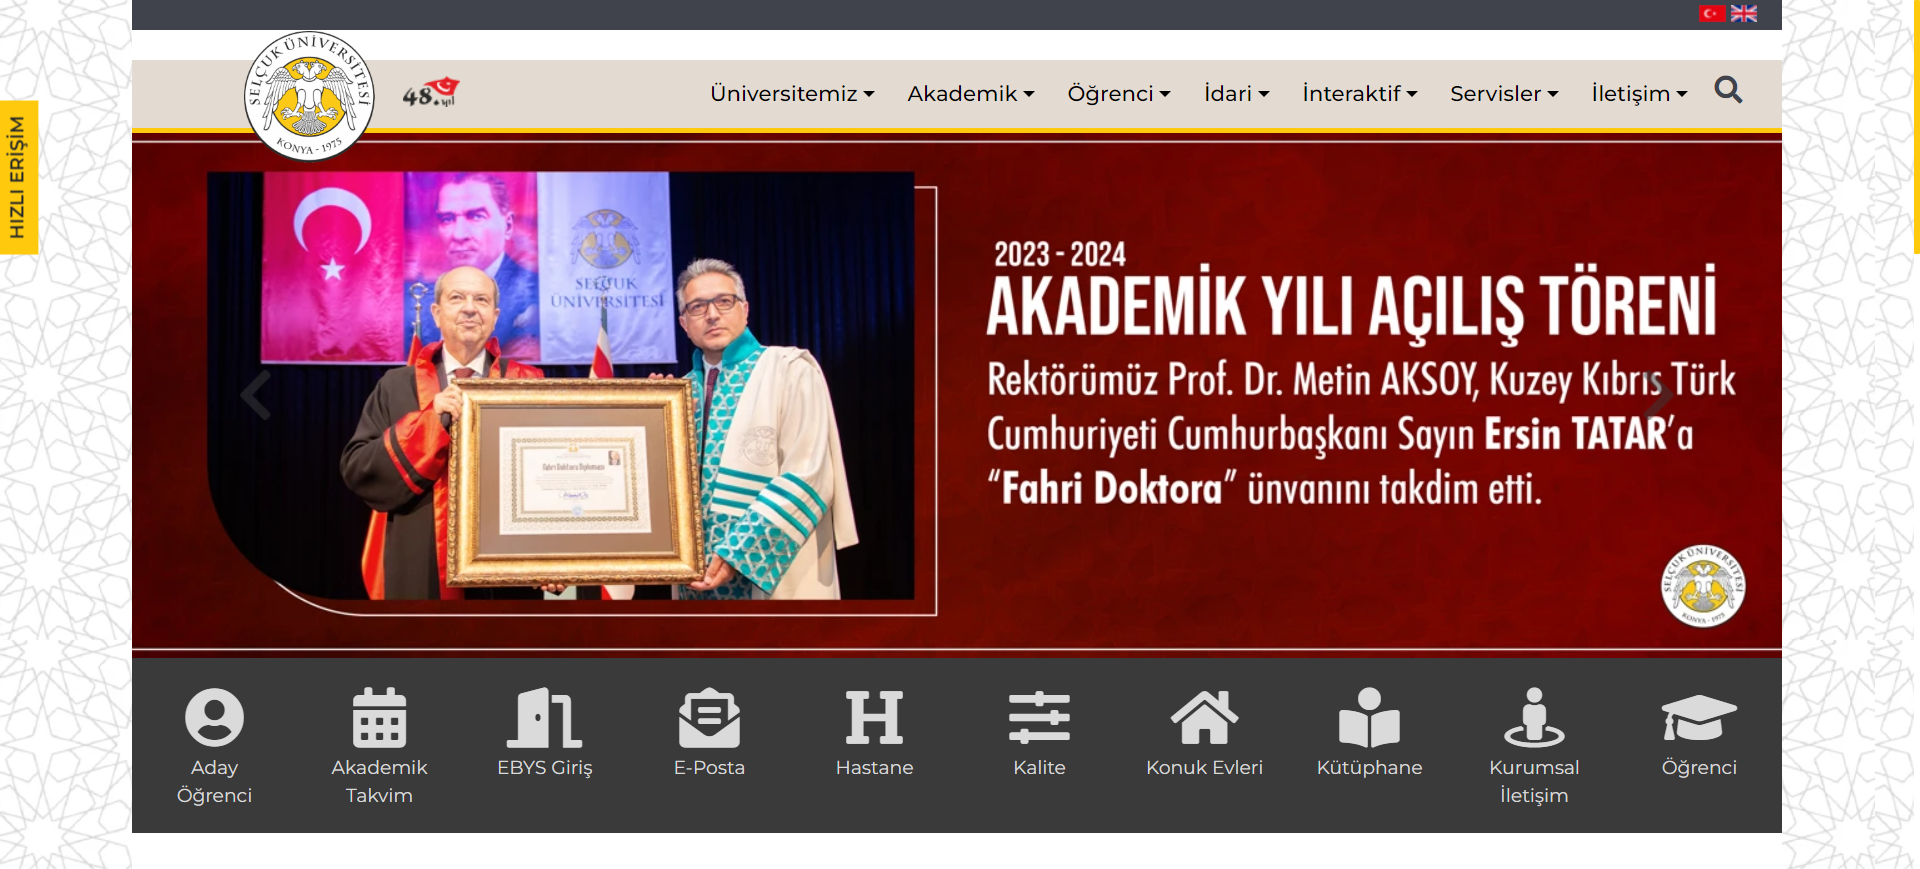 SELÇUK ÜNİVERSİTESİ
KONYA - 1975
48. yıl
Üniversitemiz
Akademik
Öğrenci
İdari
İnteraktif
Servisler
İletişim
HIZLI ERİŞİM
SELÇUK
ÜNİVERSİTESİ
Fahri Doktora Diploması
2023 - 2024
AKADEMİK YILI AÇILIŞ TÖRENİ
Rektörümüz Prof. Dr. Metin AKSOY, Kuzey Kıbrıs Türk
Cumhuriyeti Cumhurbaşkanı Sayın Ersin TATAR’a
“Fahri Doktora” ünvanını takdim etti.
SELÇUK ÜNİVERSİTESİ
KONYA - 1975
Aday
Öğrenci
Akademik
Takvim
EBYS Giriş
E-Posta
Hastane
Kalite
Konuk Evleri
Kütüphane
Kurumsal
İletişim
Öğrenci